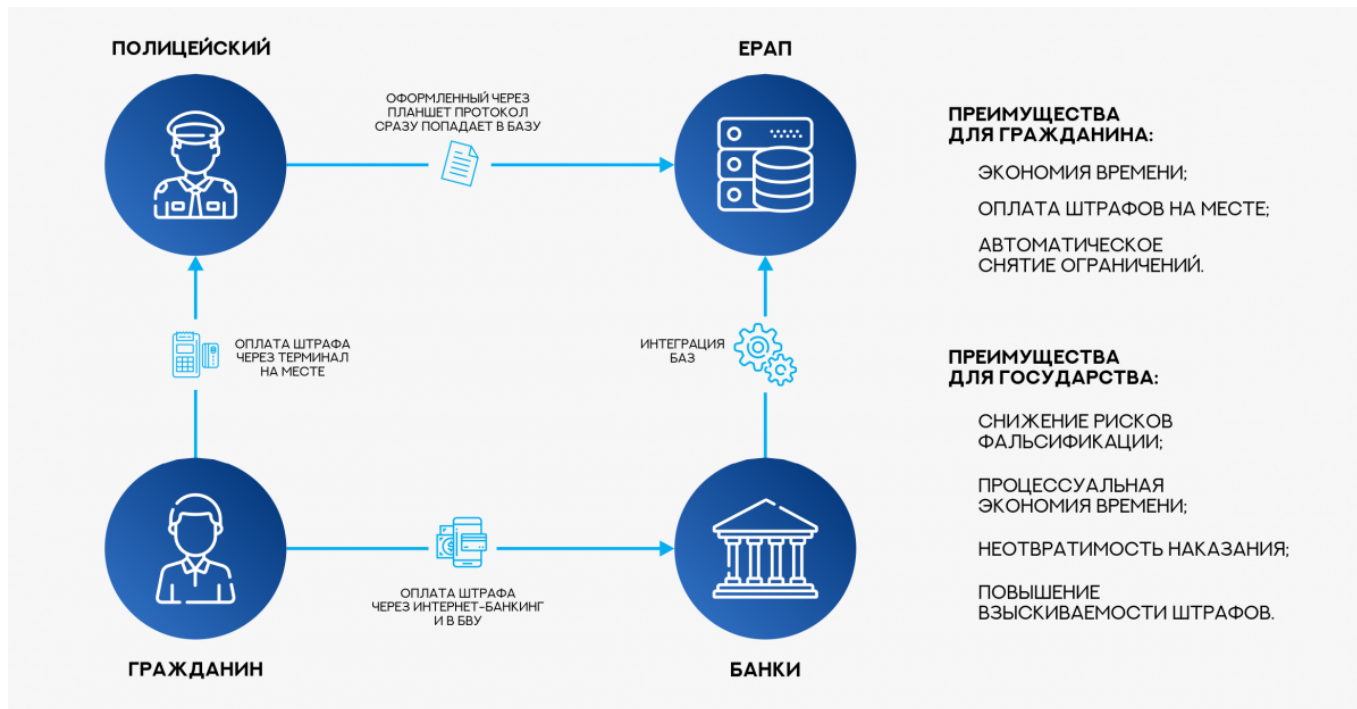 ПОЛИЦЕЙСКИЙ
ЕРАП
ОФОРМЛЕННЫЙ ЧЕРЕЗ
ПЛАНШЕТ ПРОТОКОЛ
СРАЗУ ПОПАДАЕТ В БАЗУ
ОПЛАТА ШТРАФА
ЧЕРЕЗ ТЕРМИНАЛ
НА МЕСТЕ
ИНТЕГРАЦИЯ
БАЗ
ОПЛАТА ШТРАФА
ЧЕРЕЗ ИНТЕРНЕТ-БАНКИНГ
И В БВУ
ГРАЖДАНИН
БАНКИ
ПРЕИМУЩЕСТВА
ДЛЯ ГРАЖДАНИНА:
ЭКОНОМИЯ ВРЕМЕНИ;
ОПЛАТА ШТРАФОВ НА МЕСТЕ;
АВТОМАТИЧЕСКОЕ
СНЯТИЕ ОГРАНИЧЕНИЙ.
ПРЕИМУЩЕСТВА
ДЛЯ ГОСУДАРСТВА:
СНИЖЕНИЕ РИСКОВ
ФАЛЬСИФИКАЦИИ;
ПРОЦЕССУАЛЬНАЯ
ЭКОНОМИЯ ВРЕМЕНИ;
НЕОТВРАТИМОСТЬ НАКАЗАНИЯ;
ПОВЫШЕНИЕ
ВЗЫСКИВАЕМОСТИ ШТРАФОВ.